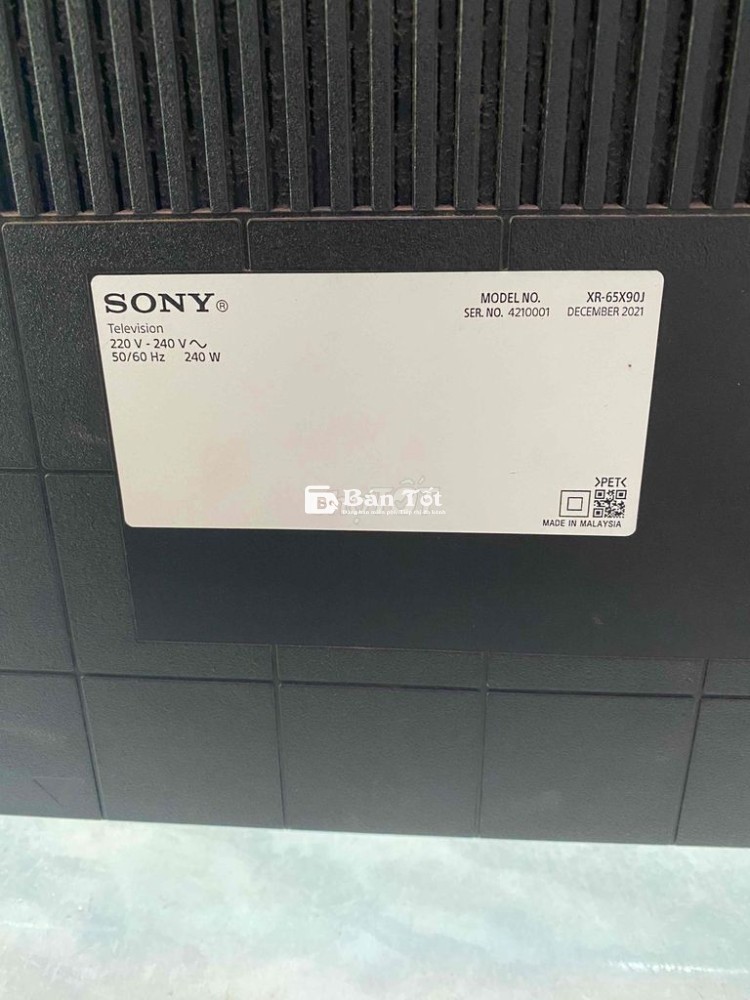 SONY®
Television
220 V - 240 V ~
50/60 Hz 240 W
MODEL NO. XR-65X90J
SER. NO. 4210001 DECEMBER 2021
>PET<
MADE IN MALAYSIA
Bán Tốt